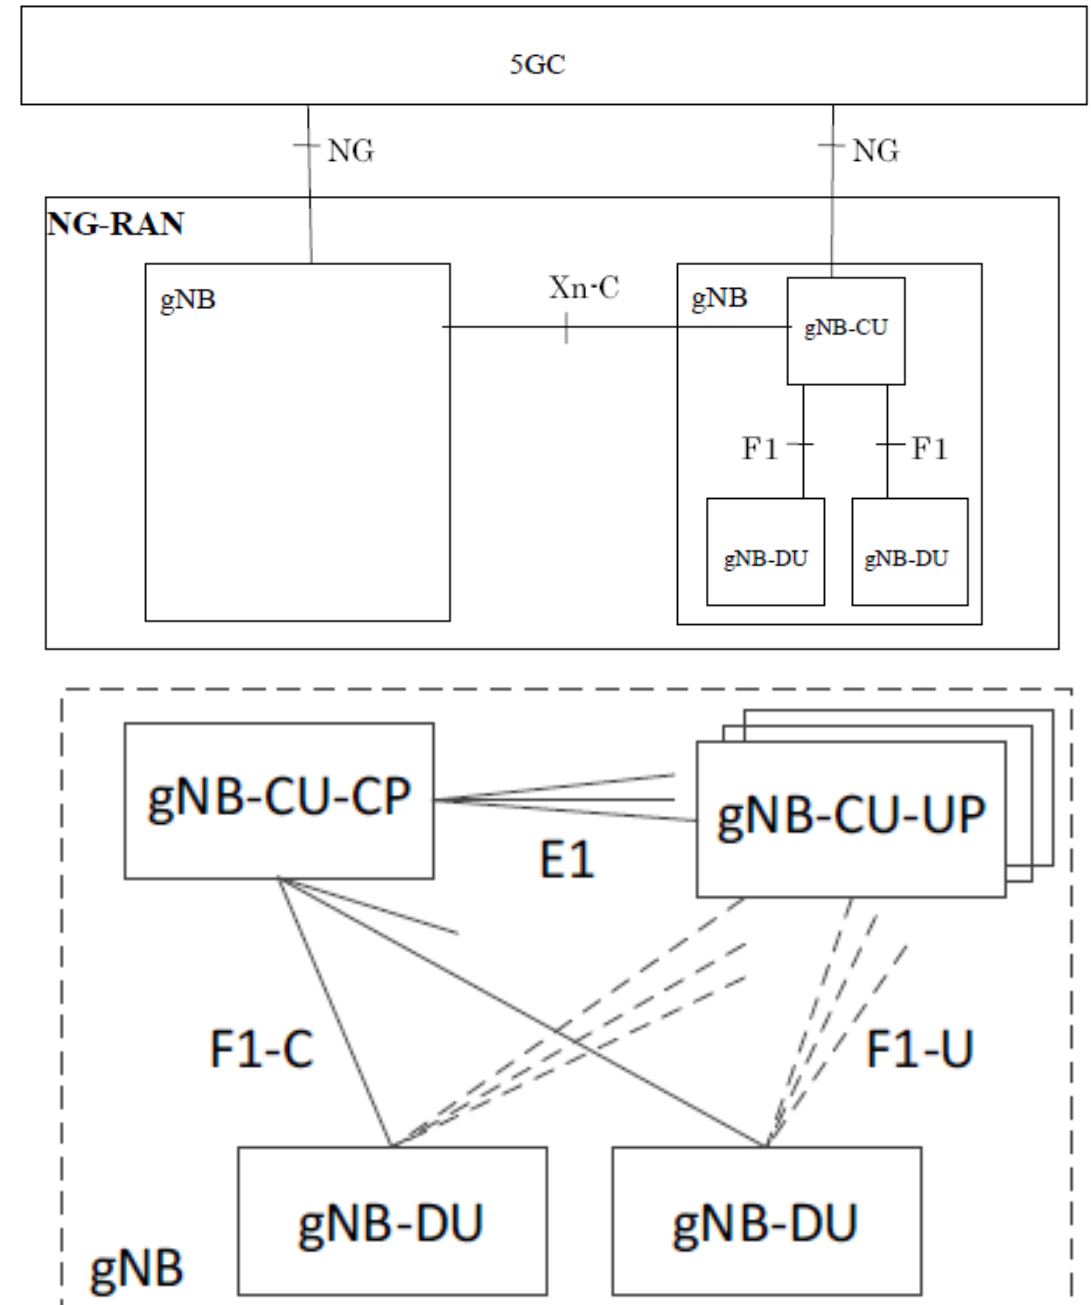 5GC
NG
NG
NG-RAN
gNB
Xn-C
gNB
gNB-CU
F1
F1
gNB-DU
gNB-DU
gNB-CU-CP
gNB-CU-UP
E1
F1-C
F1-U
gNB-DU
gNB-DU
gNB